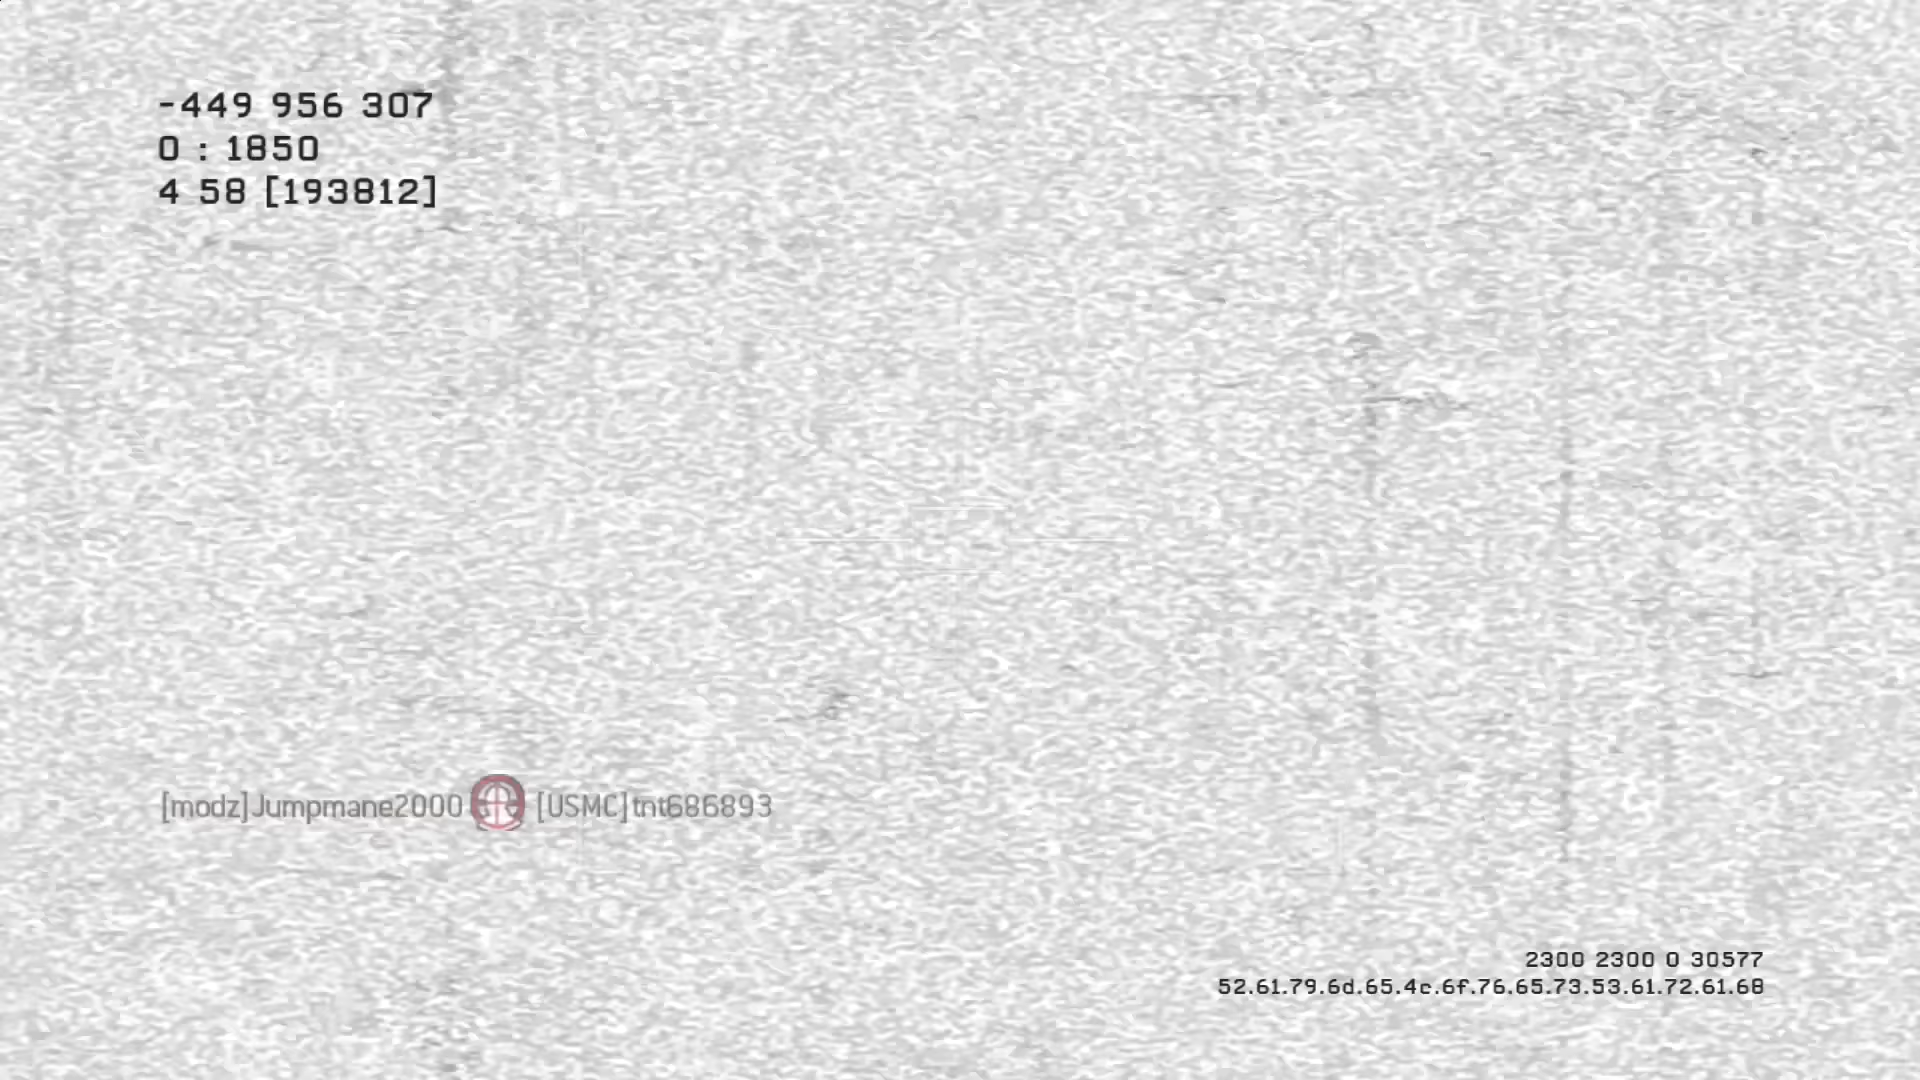 -449 956 307
0 : 1850
4 58 [193812]
[modz]Jumpmane2000 [USMC]tnt686893
2300 2300 0 30577
52.61.79.6d.65.4c.6f.76.65.73.53.61.72.61.68